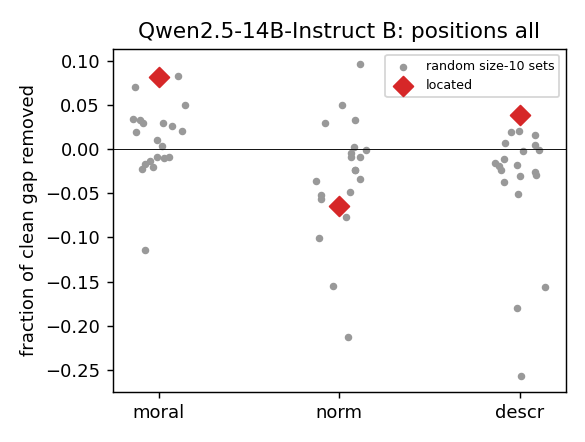 Qwen2.5-14B-Instruct B: positions all
fraction of clean gap removed
0.10
0.05
0.00
−0.05
−0.10
−0.15
−0.20
−0.25
random size-10 sets
located
moral
norm
descr